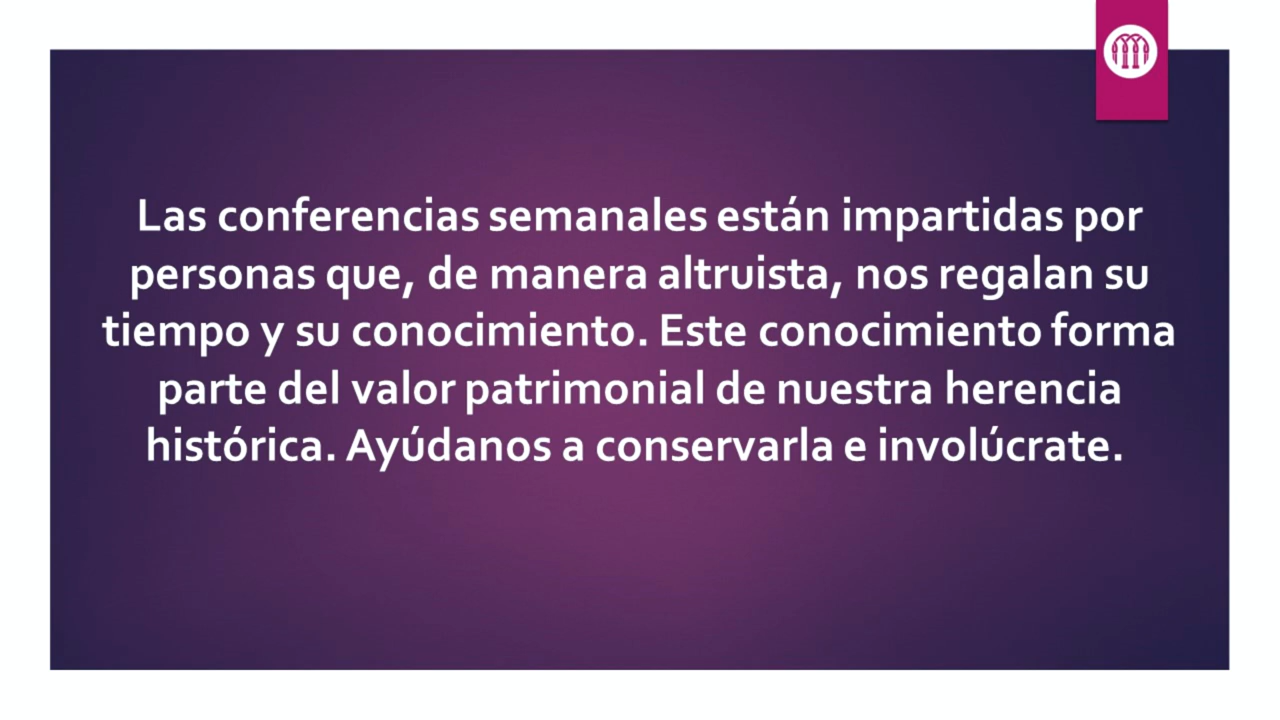 Las conferencias semanales están impartidas por
personas que, de manera altruista, nos regalan su
tiempo y su conocimiento. Este conocimiento forma
parte del valor patrimonial de nuestra herencia
histórica. Ayúdanos a conservarla e involúcrate.